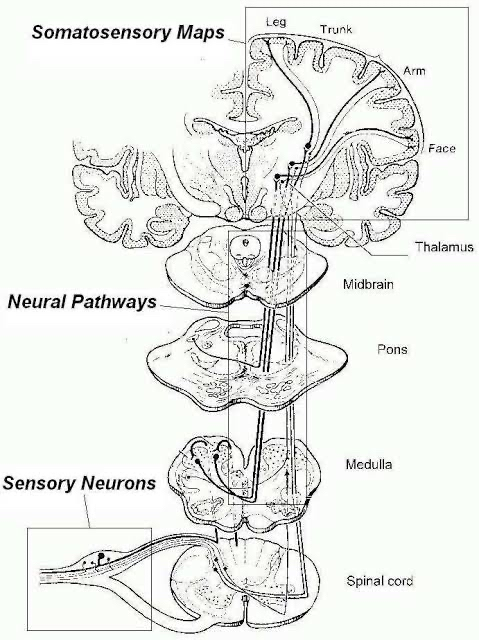 Somatosensory Maps
Leg
Trunk
Arm
Face
Thalamus
Midbrain
Neural Pathways
Pons
Medulla
Sensory Neurons
Spinal cord